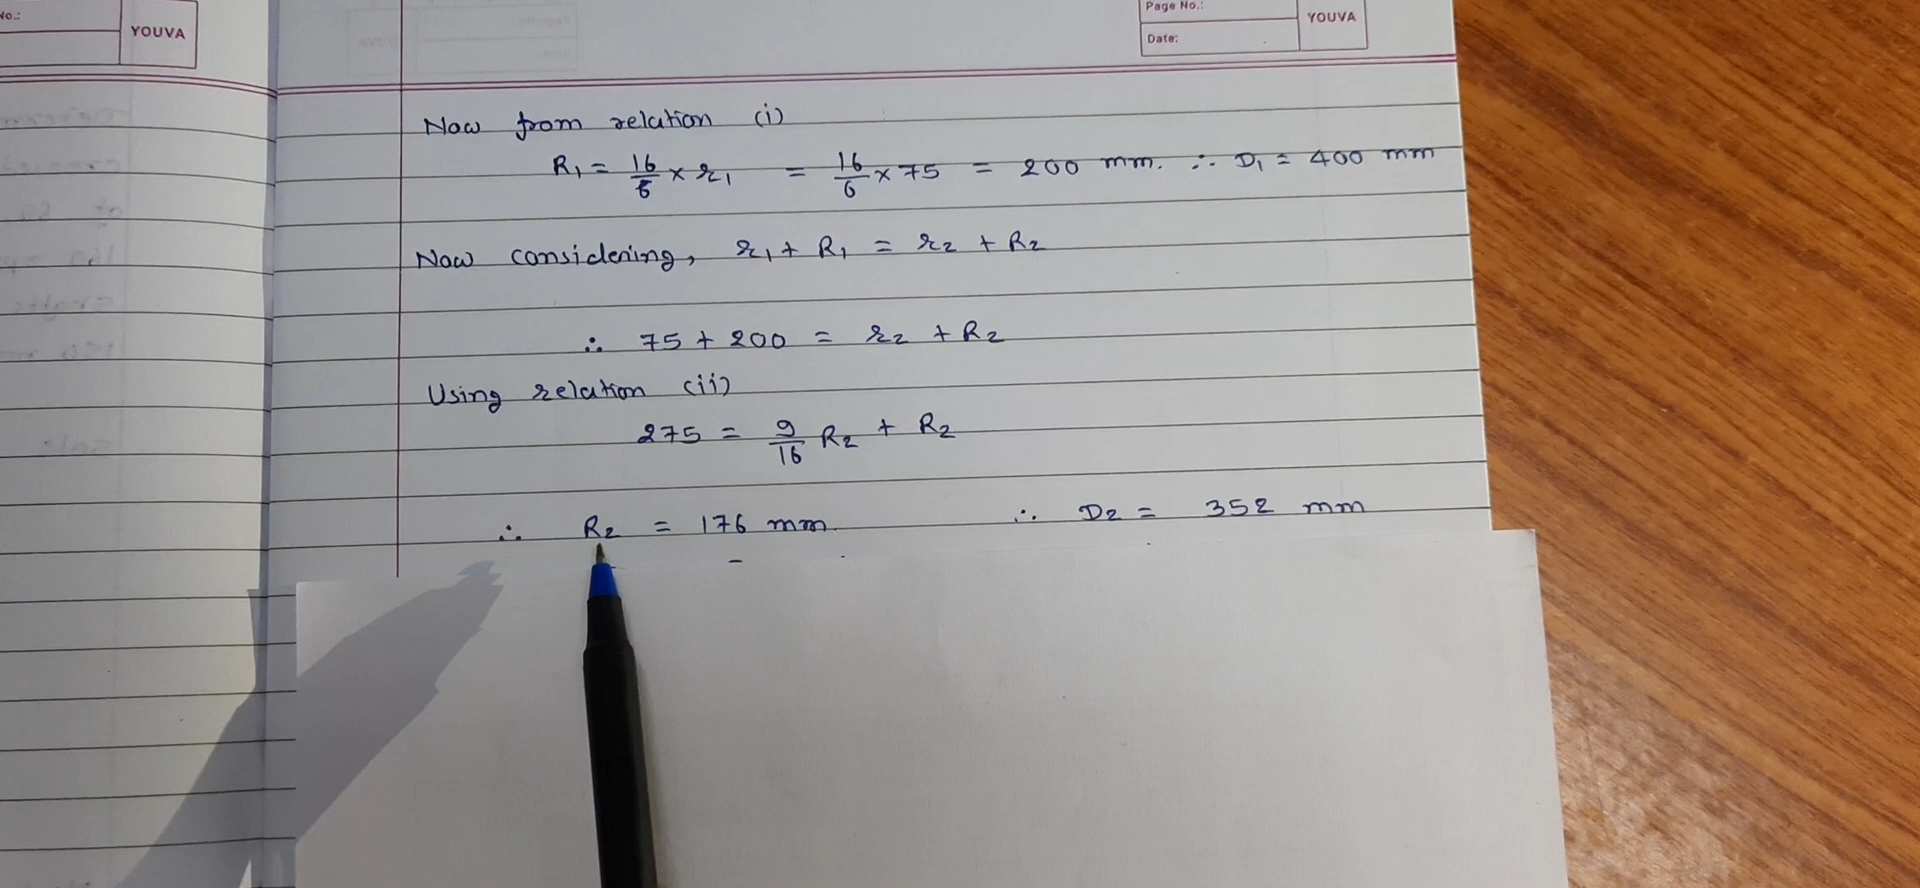 No.:
YOUVA
Page No.:
YOUVA
Date:
Now from relation (i)
R₁ = 16/6 × r₁ = 16/6 × 75 = 200 mm. ∴ D₁ = 400 mm
Now considering, r₁ + R₁ = r₂ + R₂
∴ 75 + 200 = r₂ + R₂
Using relation (ii)
275 = 9/16 R₂ + R₂
∴ R₂ = 176 mm ∴ D₂ = 352 mm